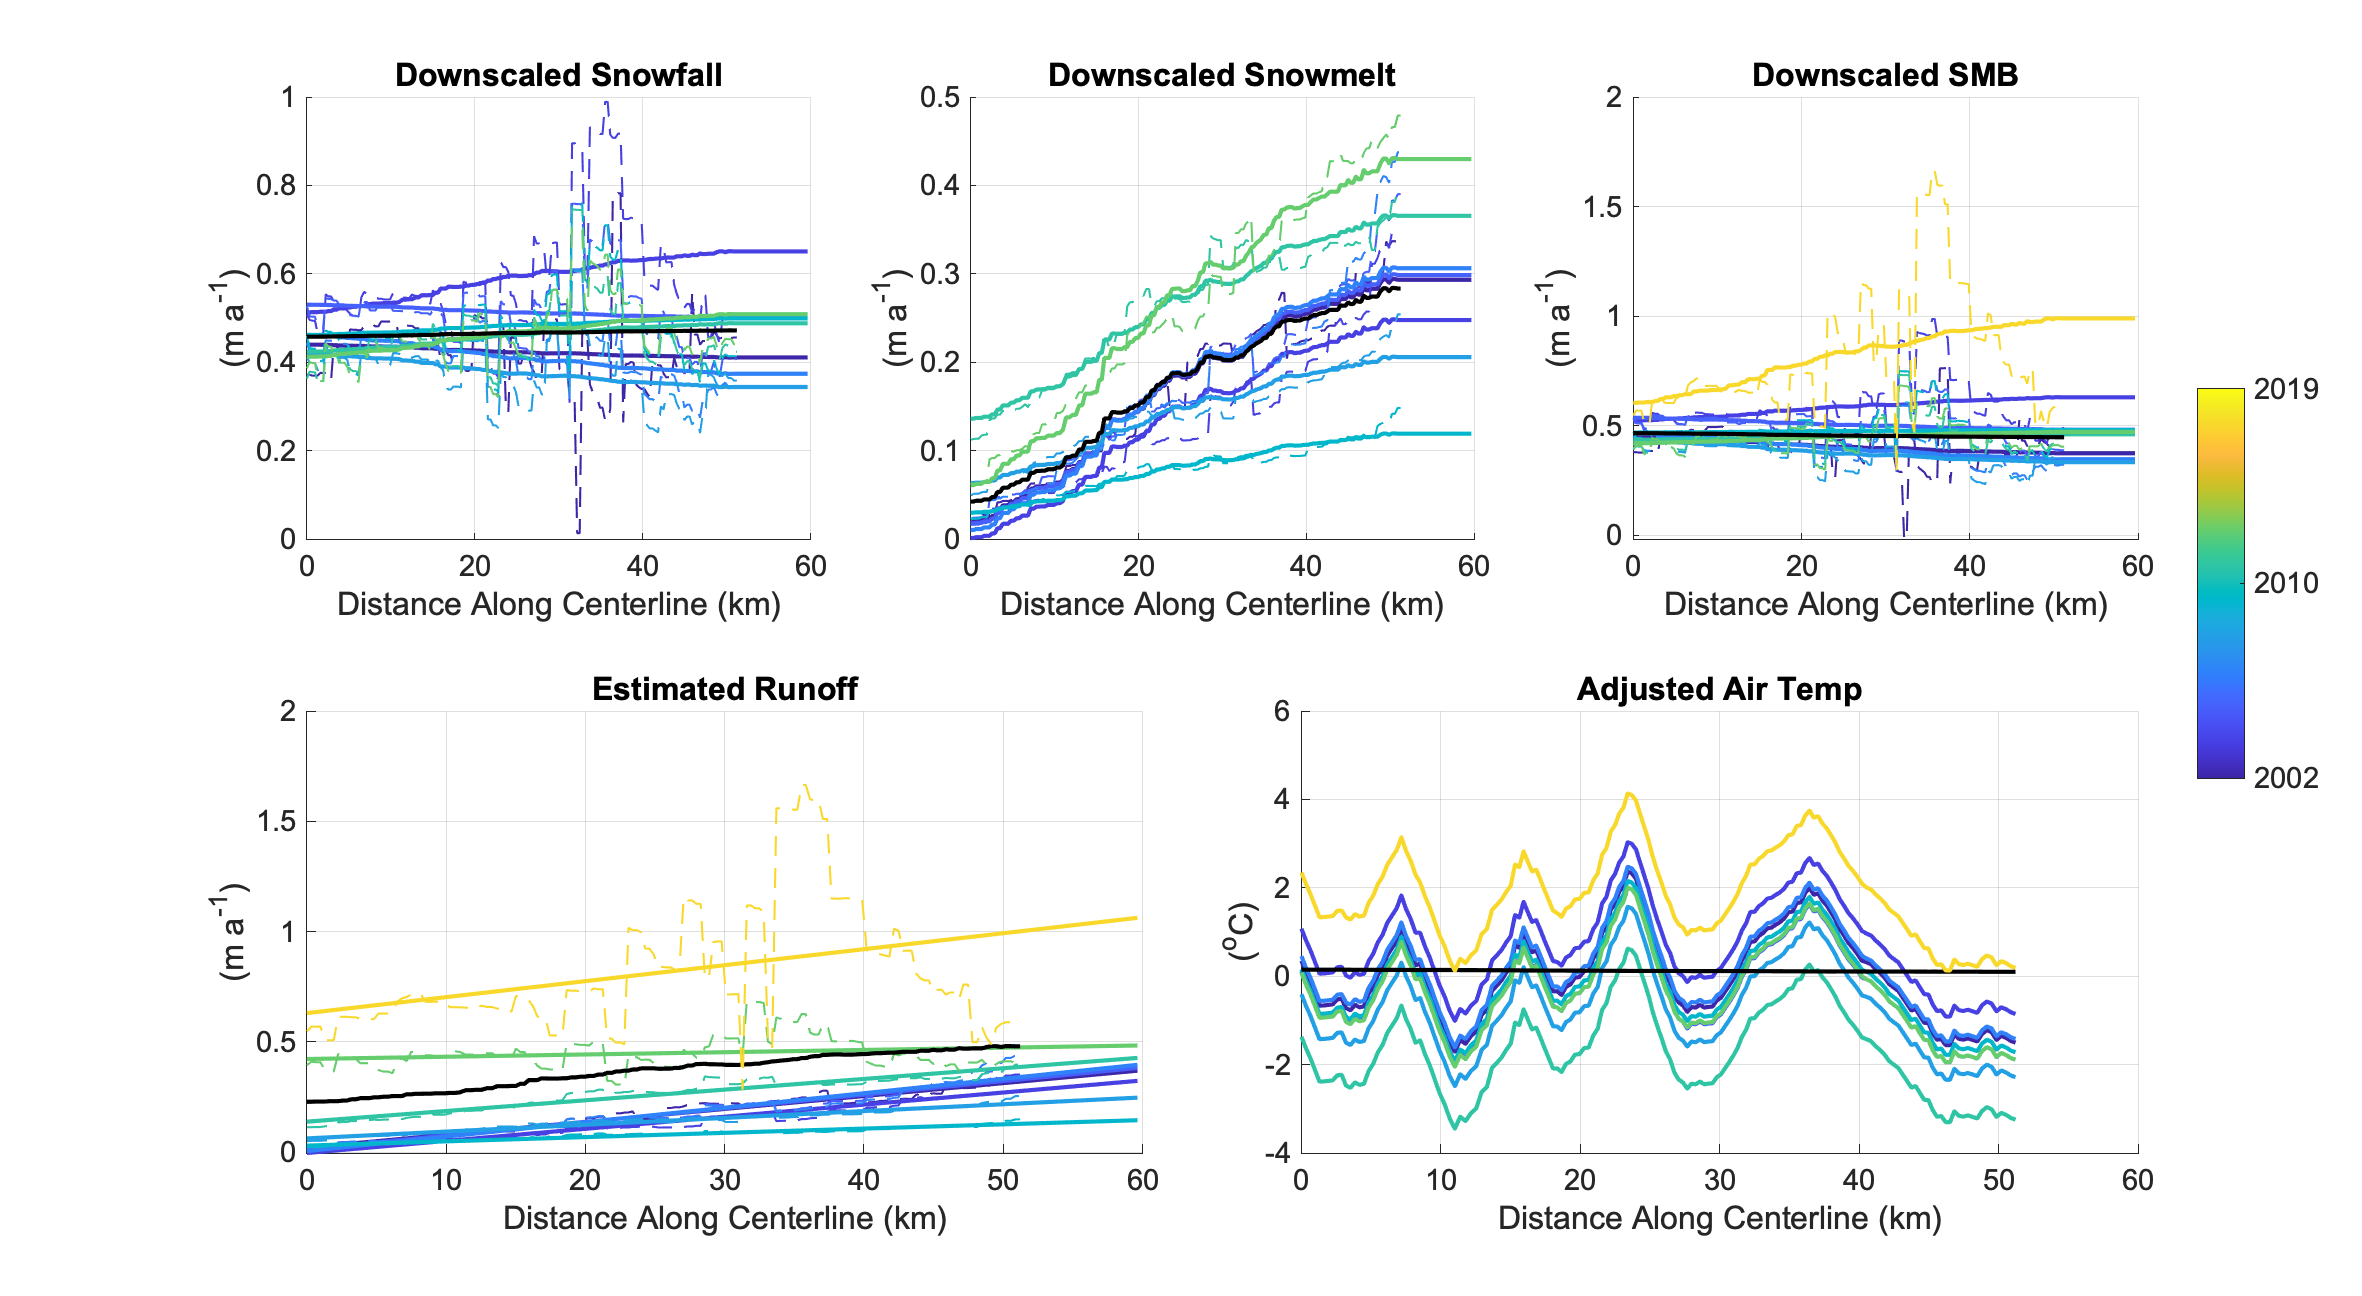 Downscaled Snowfall
1
0.8
0.6
0.4
0.2
0
(m a-1)
0 20 40 60
Distance Along Centerline (km)
Downscaled Snowmelt
0.5
0.4
0.3
0.2
0.1
0
(m a-1)
0 20 40 60
Distance Along Centerline (km)
Downscaled SMB
2
1.5
1
0.5
0
(m a-1)
0 20 40 60
Distance Along Centerline (km)
2019
2010
2002
Estimated Runoff
2
1.5
1
0.5
0
(m a-1)
0 10 20 30 40 50 60
Distance Along Centerline (km)
Adjusted Air Temp
6
4
2
0
-2
-4
(oC)
0 10 20 30 40 50 60
Distance Along Centerline (km)